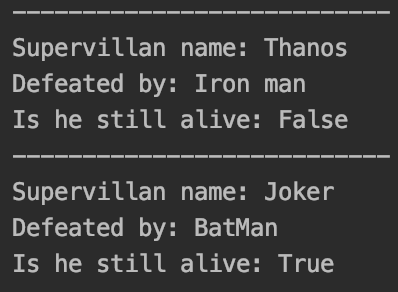 ---------------------------
Supervillan name: Thanos
Defeated by: Iron man
Is he still alive: False
---------------------------
Supervillan name: Joker
Defeated by: BatMan
Is he still alive: True